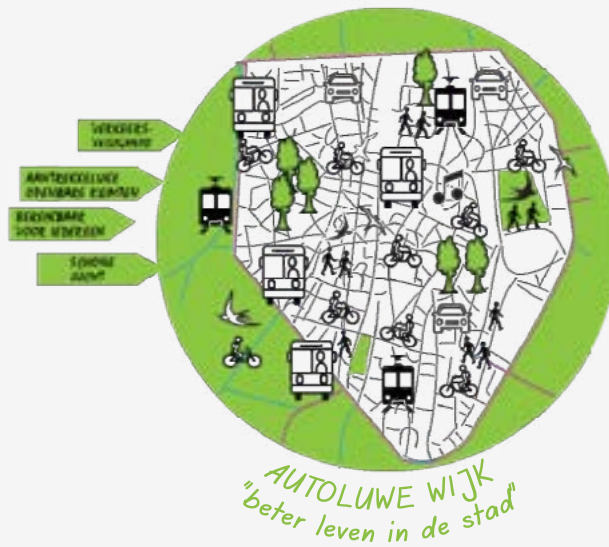 VERKEERS-
VEILIGHEID
AANTREKKELIJKE
OPENBARE RUIMTEN
BEREIKBAAR
VOOR IEDEREEN
SCHONE
LUCHT
AUTOLUWE WIJK
"beter leven in de stad"